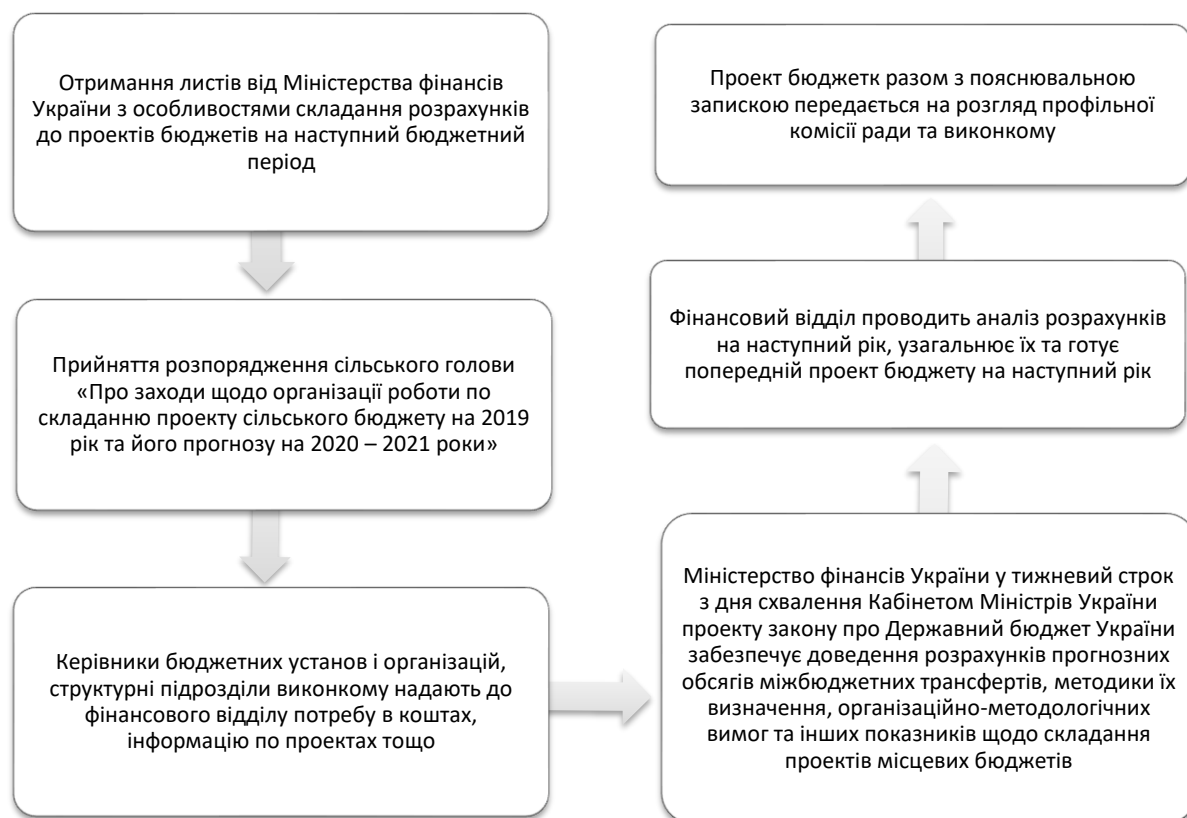 Отримання листів від Міністерства фінансів
України з особливостями складання розрахунків
до проектів бюджетів на наступний бюджетний
період
Прийняття розпорядження сільського голови
«Про заходи щодо організації роботи по
складанню проекту сільського бюджету на 2019
рік та його прогнозу на 2020 – 2021 роки»
Керівники бюджетних установ і організацій,
структурні підрозділи виконкому надають до
фінансового відділу потребу в коштах,
інформацію по проектах тощо
Міністерство фінансів України у тижневий строк
з дня схвалення Кабінетом Міністрів України
проекту закону про Державний бюджет України
забезпечує доведення розрахунків прогнозних
обсягів міжбюджетних трансфертів, методики їх
визначення, організаційно-методологічних
вимог та інших показників щодо складання
проектів місцевих бюджетів
Фінансовий відділ проводить аналіз розрахунків
на наступний рік, узагальнює їх та готує
попередній проект бюджету на наступний рік
Проект бюджетк разом з пояснювальною
запискою передається на розгляд профільної
комісії ради та виконкому